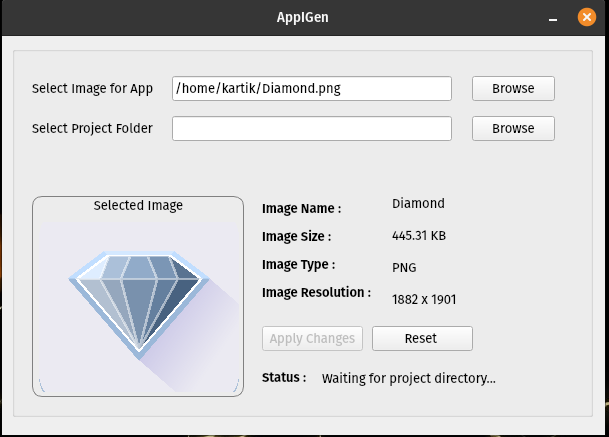 AppIGen
Select Image for App /home/kartik/Diamond.png Browse
Select Project Folder Browse
Selected Image
Image Name : Diamond
Image Size : 445.31 KB
Image Type : PNG
Image Resolution : 1882 x 1901
Apply Changes Reset
Status : Waiting for project directory...